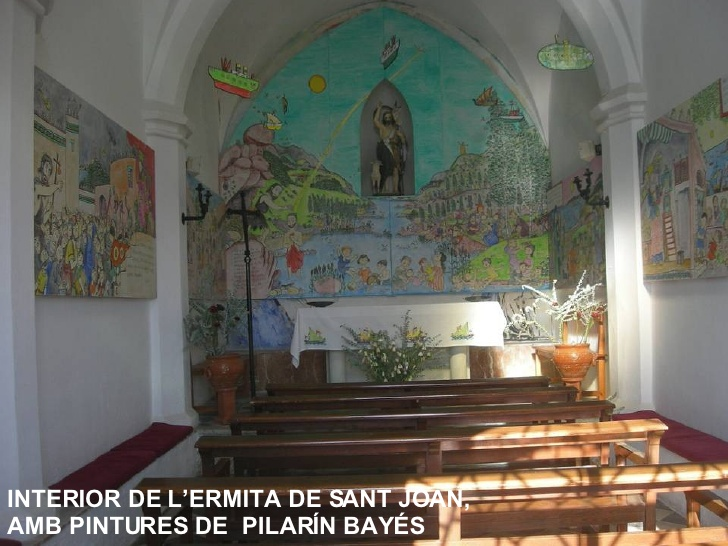 INTERIOR DE L’ERMITA DE SANT JOAN,
AMB PINTURES DE  PILARÍN BAYÉS